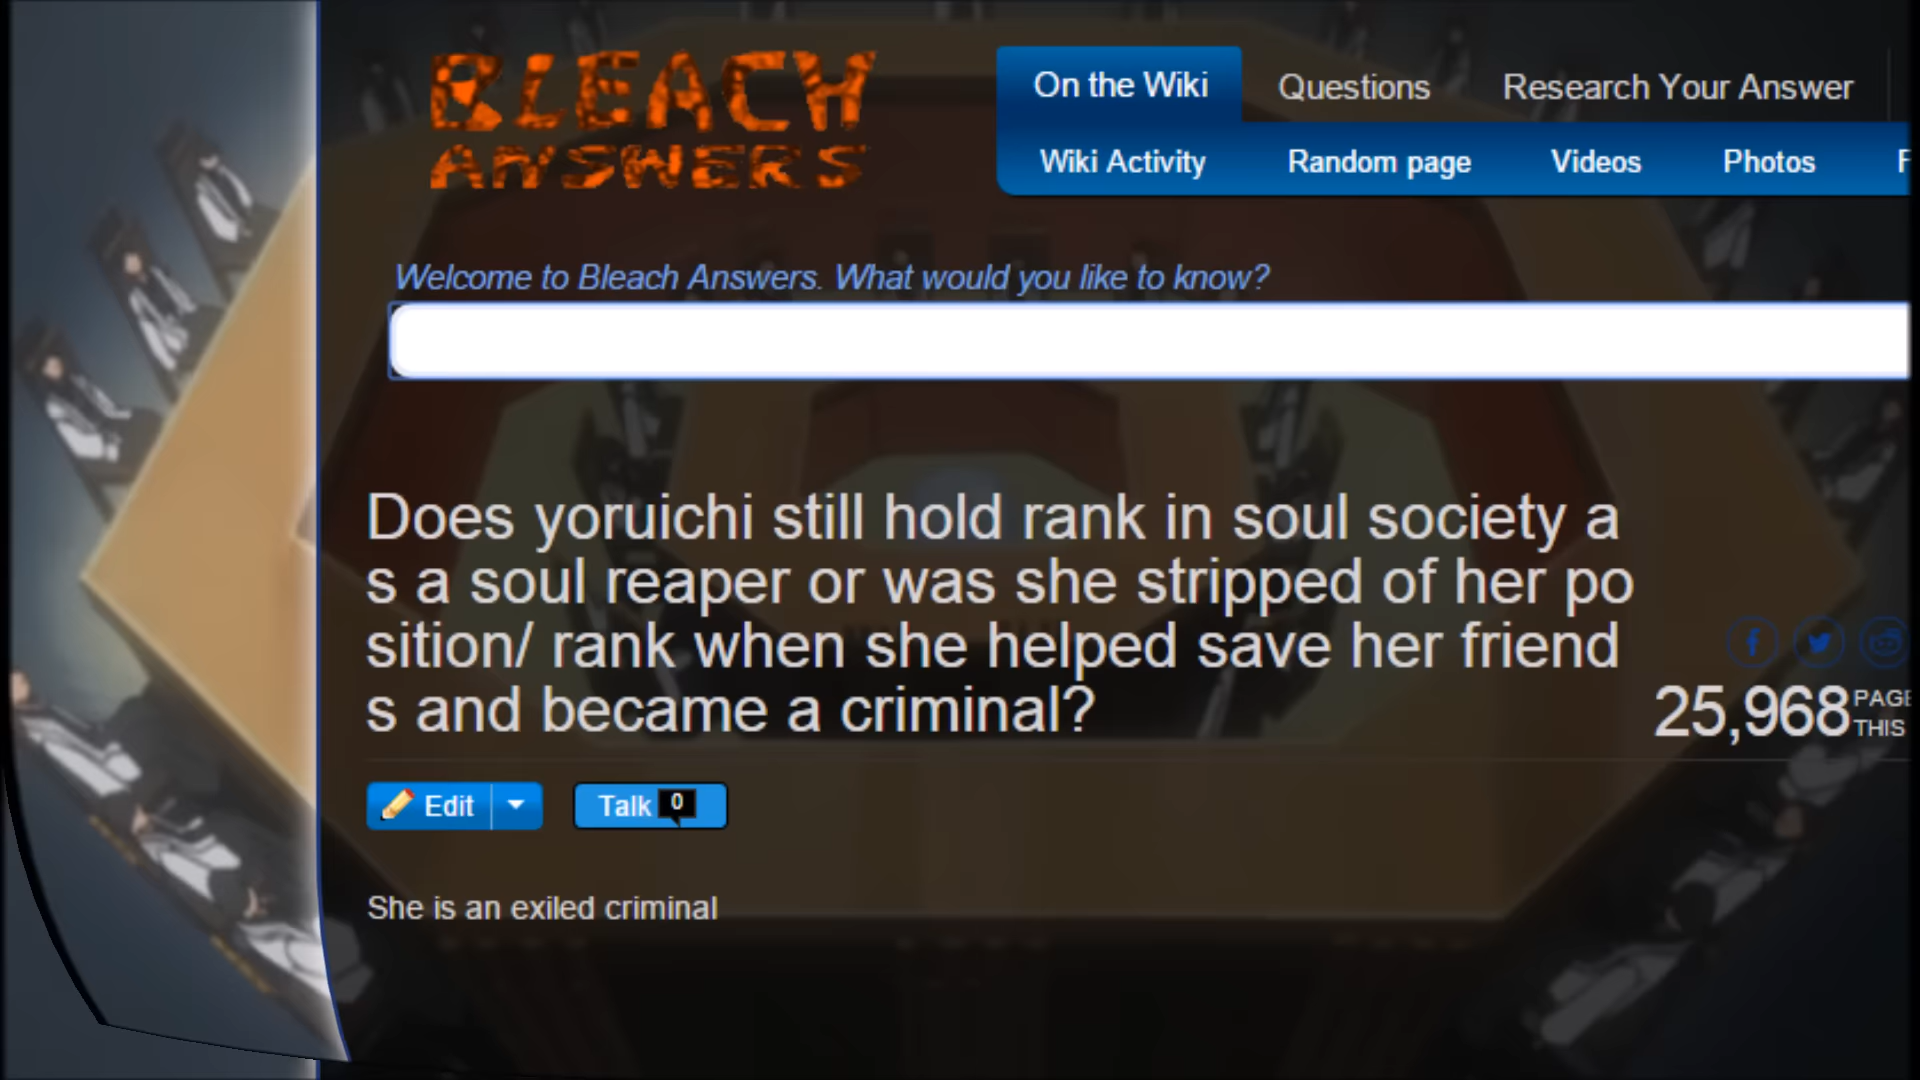 BLEACH
ANSWERS
On the Wiki Questions Research Your Answer
Wiki Activity Random page Videos Photos
Welcome to Bleach Answers. What would you like to know?
Does yoruichi still hold rank in soul society a
s a soul reaper or was she stripped of her po
sition/ rank when she helped save her friend
s and became a criminal?
25,968 PAGE
THIS
Edit Talk 0
She is an exiled criminal